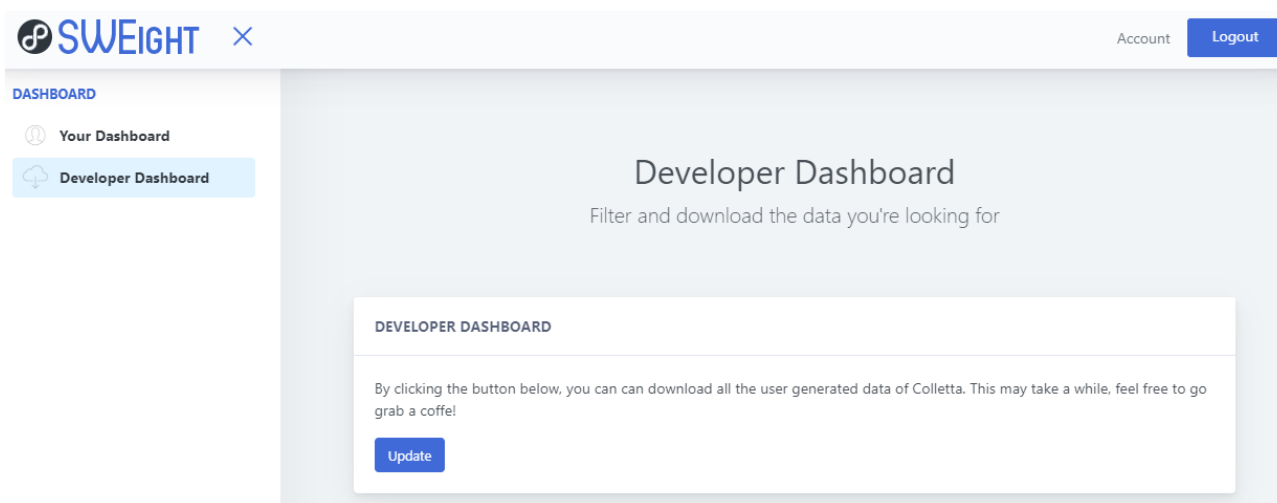 SWEIGHT
Account
Logout
DASHBOARD
Your Dashboard
Developer Dashboard
Developer Dashboard
Filter and download the data you're looking for
DEVELOPER DASHBOARD
By clicking the button below, you can can download all the user generated data of Colletta. This may take a while, feel free to go
grab a coffe!
Update